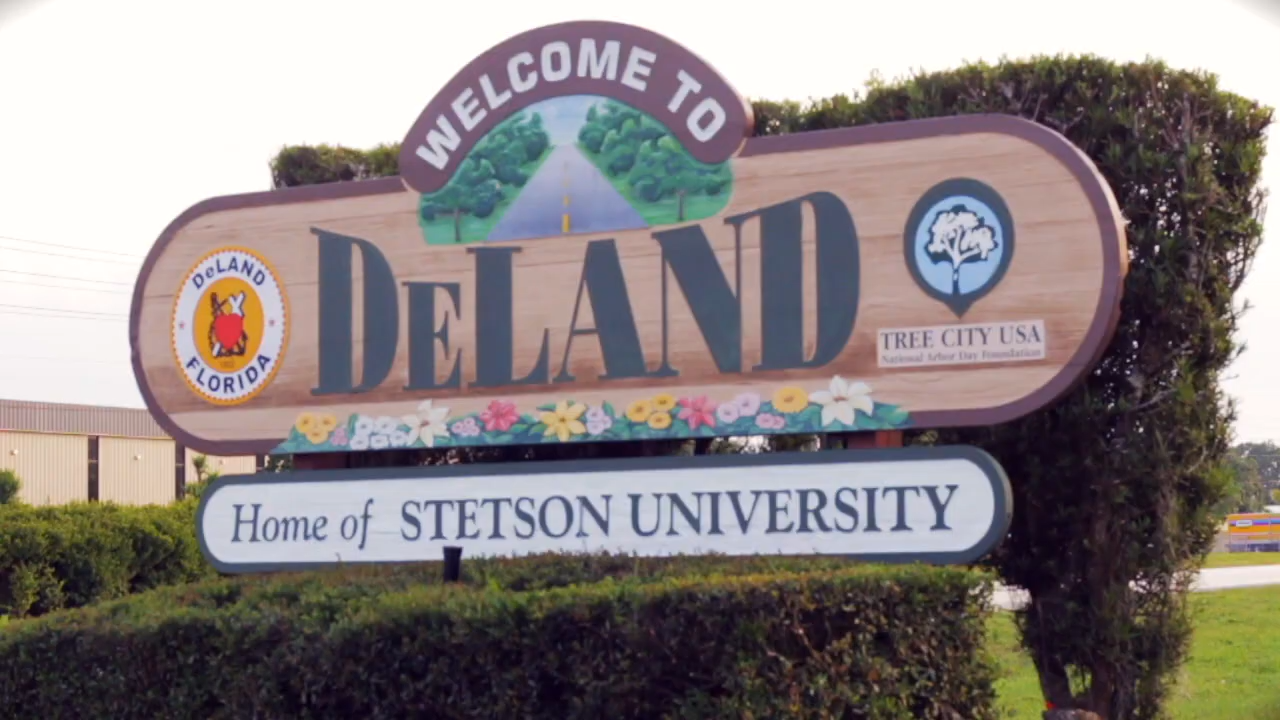 WELCOME TO
DeLAND
DeLAND
FLORIDA
TREE CITY USA
National Arbor Day Foundation
Home of STETSON UNIVERSITY